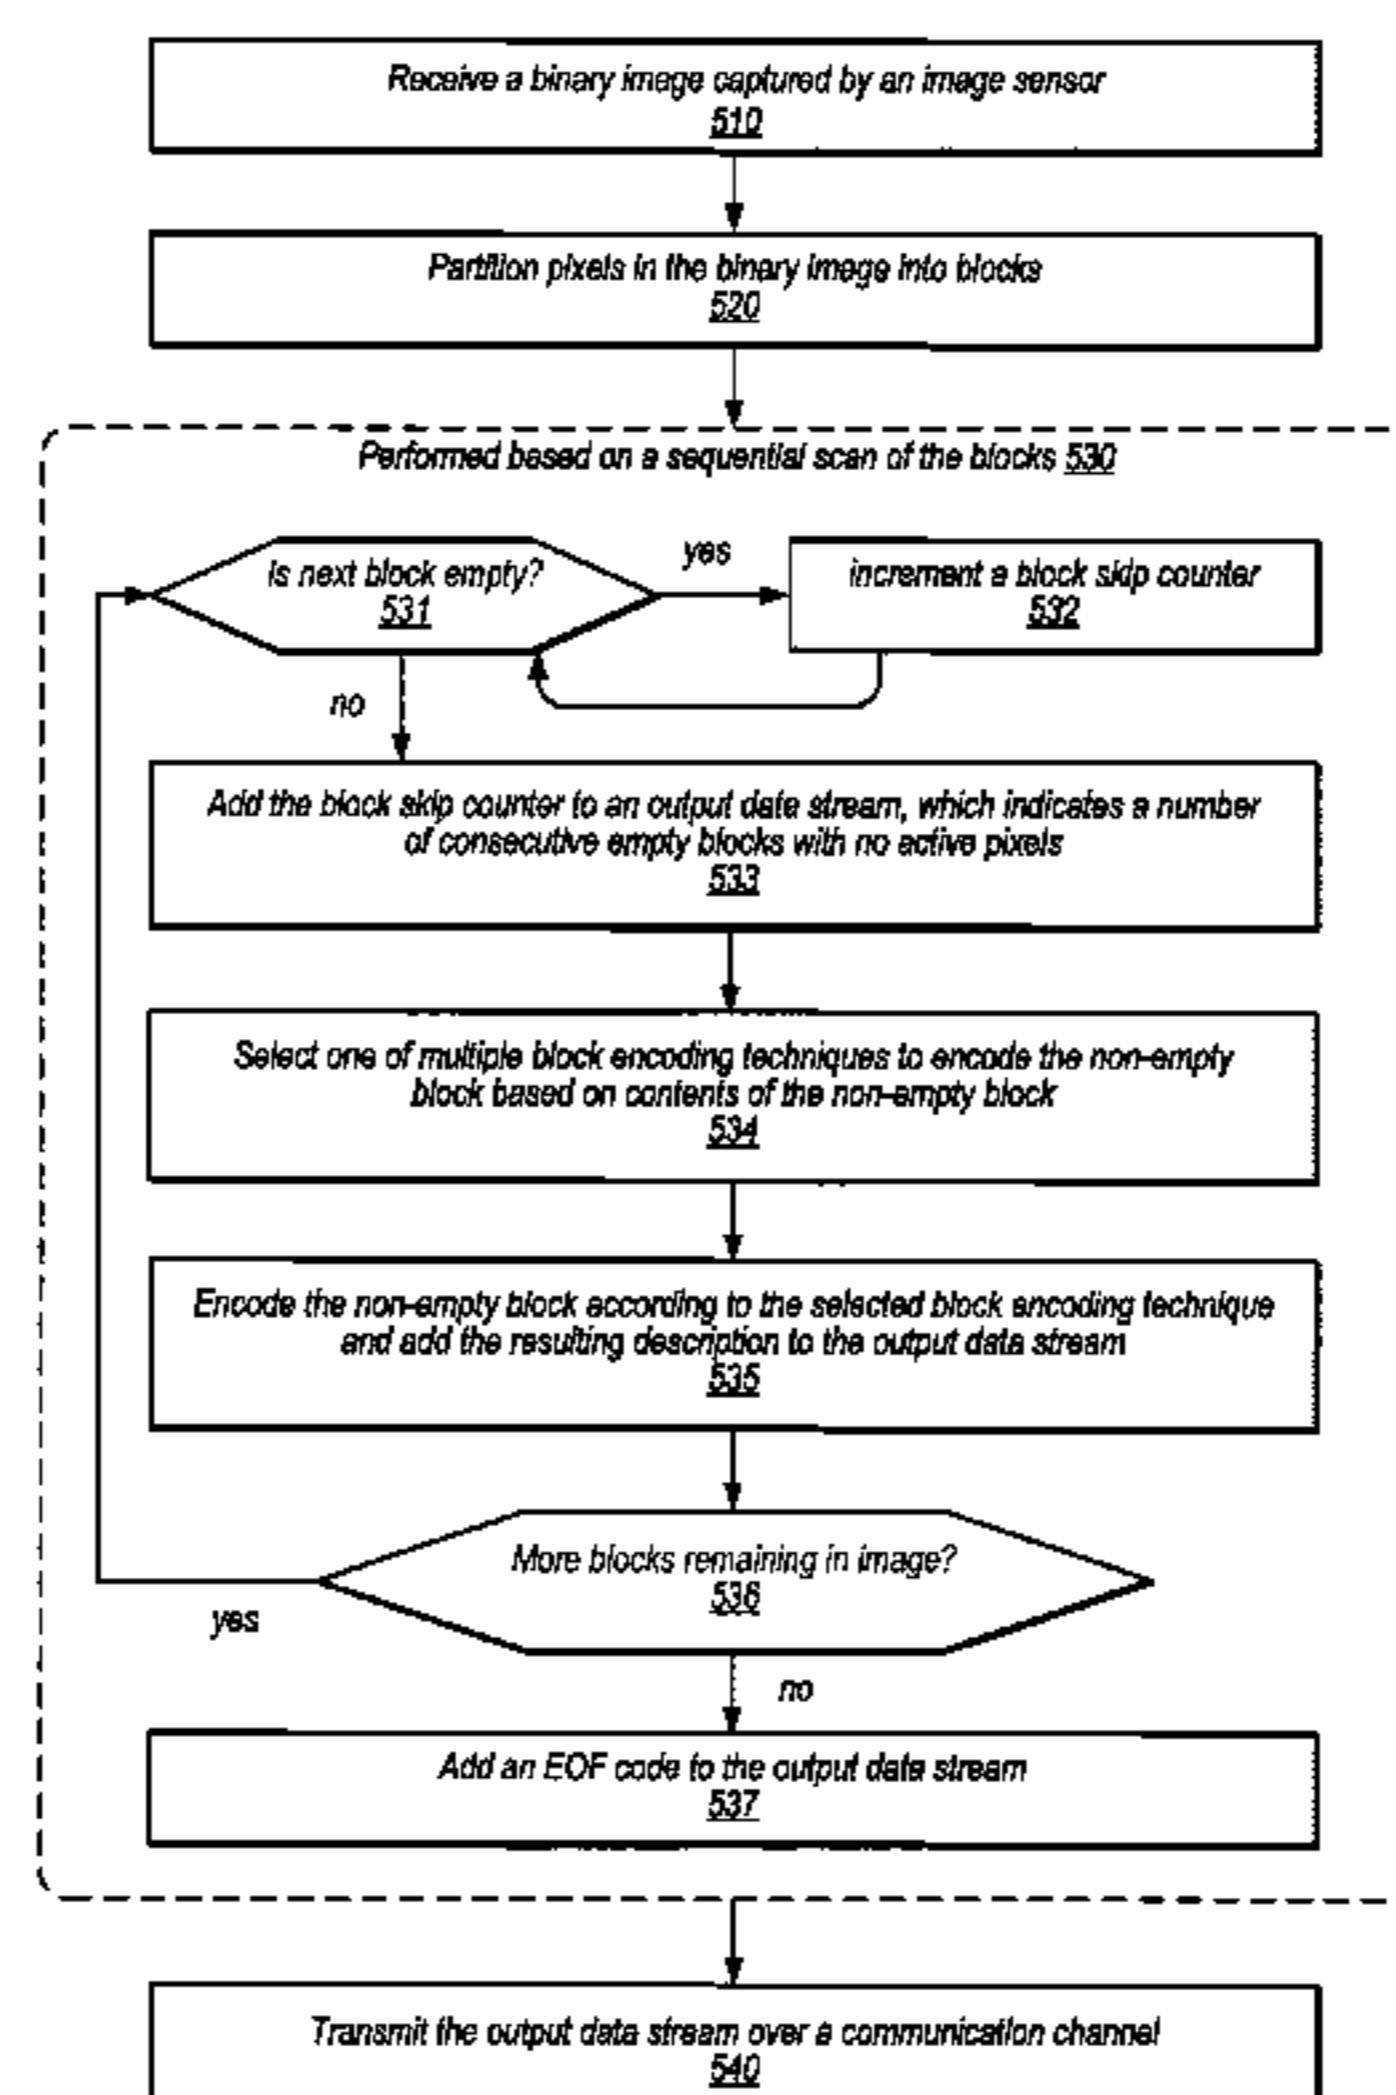 Receive a binary image captured by an image sensor
510
Partition pixels in the binary image into blocks
520
Performed based on a sequential scan of the blocks 530
Is next block empty?
531
yes
increment a block skip counter
532
no
Add the block skip counter to an output data stream, which indicates a number
of consecutive empty blocks with no active pixels
533
Select one of multiple block encoding techniques to encode the non-empty
block based on contents of the non-empty block
534
Encode the non-empty block according to the selected block encoding technique
and add the resulting description to the output data stream
535
More blocks remaining in image?
536
yes
no
Add an EOF code to the output data stream
537
Transmit the output data stream over a communication channel
540